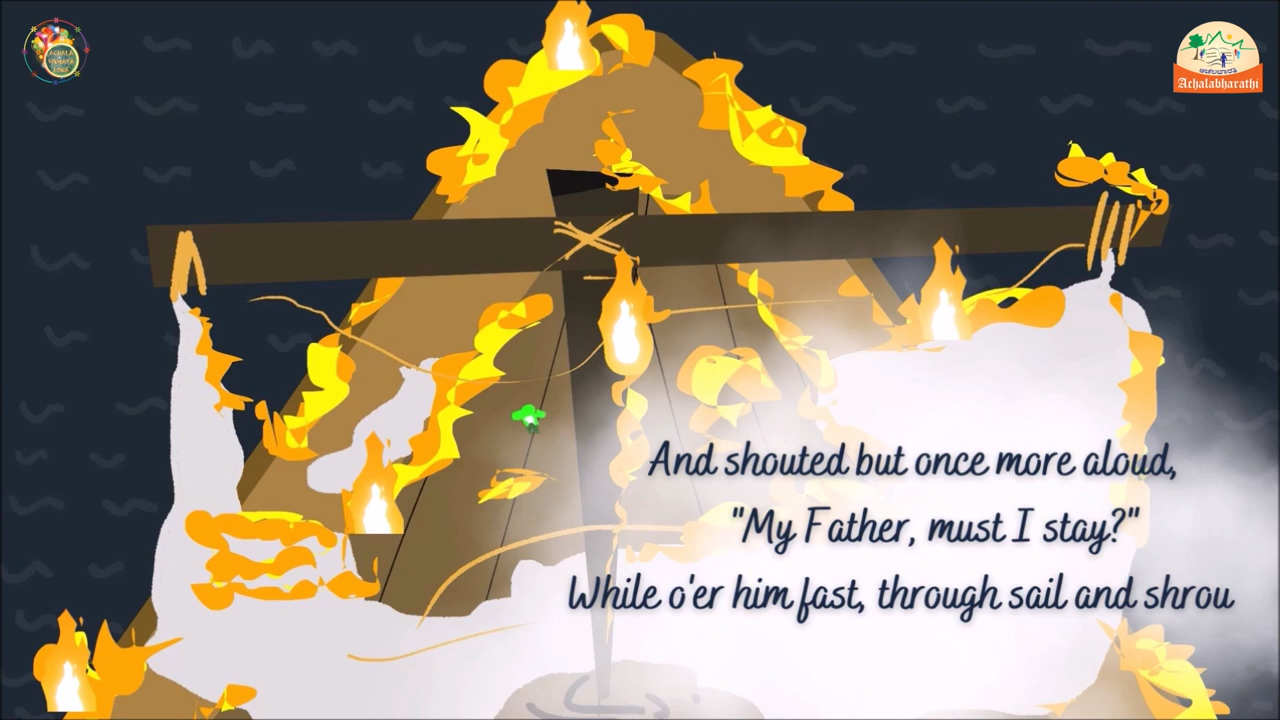 Achalabharathi
And shouted but once more aloud,
"My Father, must I stay?"
While o'er him fast, through sail and shrou